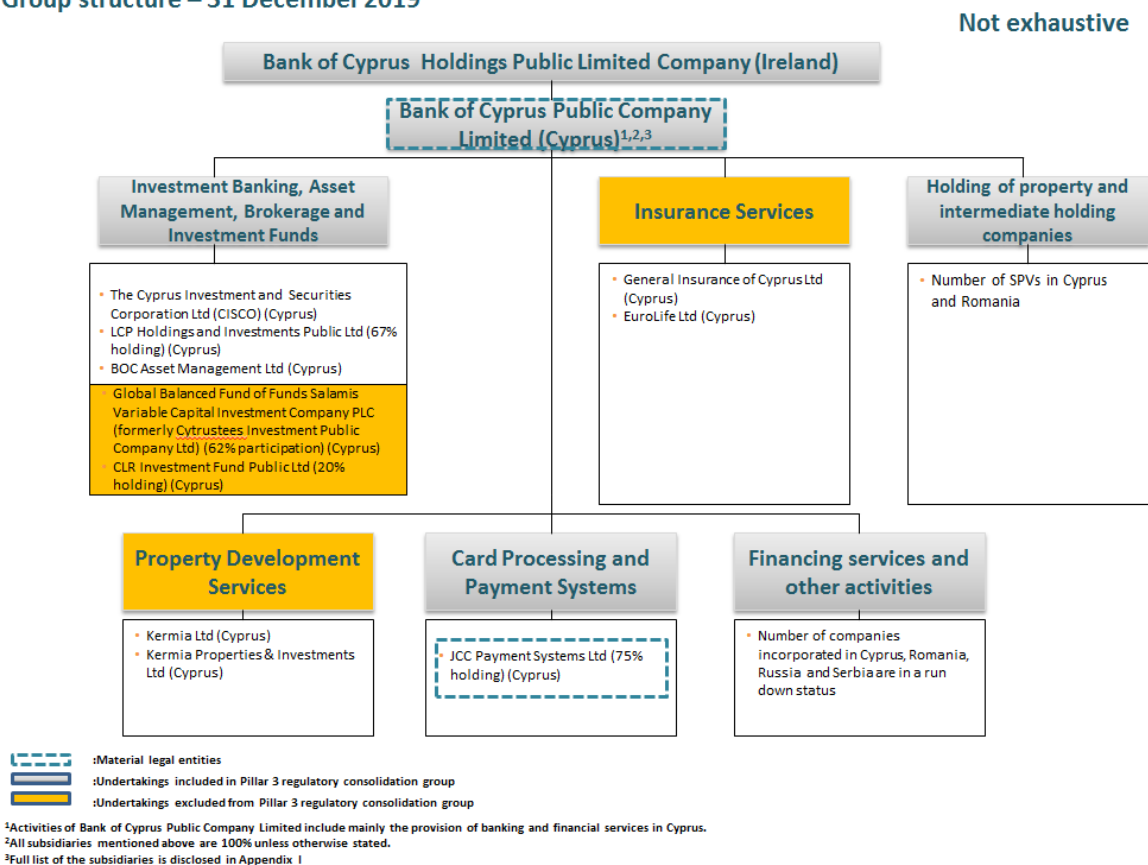 Group structure – 31 December 2019
Not exhaustive
Bank of Cyprus Holdings Public Limited Company (Ireland)
Bank of Cyprus Public Company
Limited (Cyprus)1,2,3
Investment Banking, Asset
Management, Brokerage and
Investment Funds
• The Cyprus Investment and Securities
Corporation Ltd (CISCO) (Cyprus)
• LCP Holdings and Investments Public Ltd (67%
holding) (Cyprus)
• BOC Asset Management Ltd (Cyprus)
• Global Balanced Fund of Funds Salamis
Variable Capital Investment Company PLC
(formerly Cytrustees Investment Public
Company Ltd) (62% participation) (Cyprus)
• CLR Investment Fund Public Ltd (20%
holding) (Cyprus)
Insurance Services
• General Insurance of Cyprus Ltd
(Cyprus)
• EuroLife Ltd (Cyprus)
Holding of property and
intermediate holding
companies
• Number of SPVs in Cyprus
and Romania
Property Development
Services
• Kermia Ltd (Cyprus)
• Kermia Properties & Investments
Ltd (Cyprus)
Card Processing and
Payment Systems
• JCC Payment Systems Ltd (75%
holding) (Cyprus)
Financing services and
other activities
• Number of companies
incorporated in Cyprus, Romania,
Russia and Serbia are in a run
down status
:Material legal entities
:Undertakings included in Pillar 3 regulatory consolidation group
:Undertakings excluded from Pillar 3 regulatory consolidation group
1Activities of Bank of Cyprus Public Company Limited include mainly the provision of banking and financial services in Cyprus.
2All subsidiaries mentioned above are 100% unless otherwise stated.
3Full list of the subsidiaries is disclosed in Appendix I